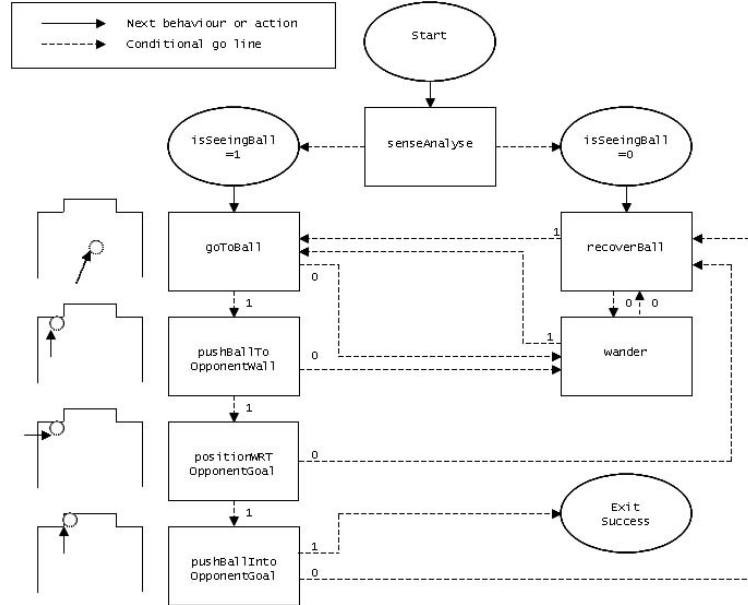 Next behaviour or action
Conditional go line
Start
isSeeingBall
=1
senseAnalyse
isSeeingBall
=0
goToBall
1
recoverBall
0
1
0
0
1
pushBallTo
OpponentWall
0
wander
1
positionWRT
OpponentGoal
0
1
Exit
Success
pushBallInto
OpponentGoal
1
0